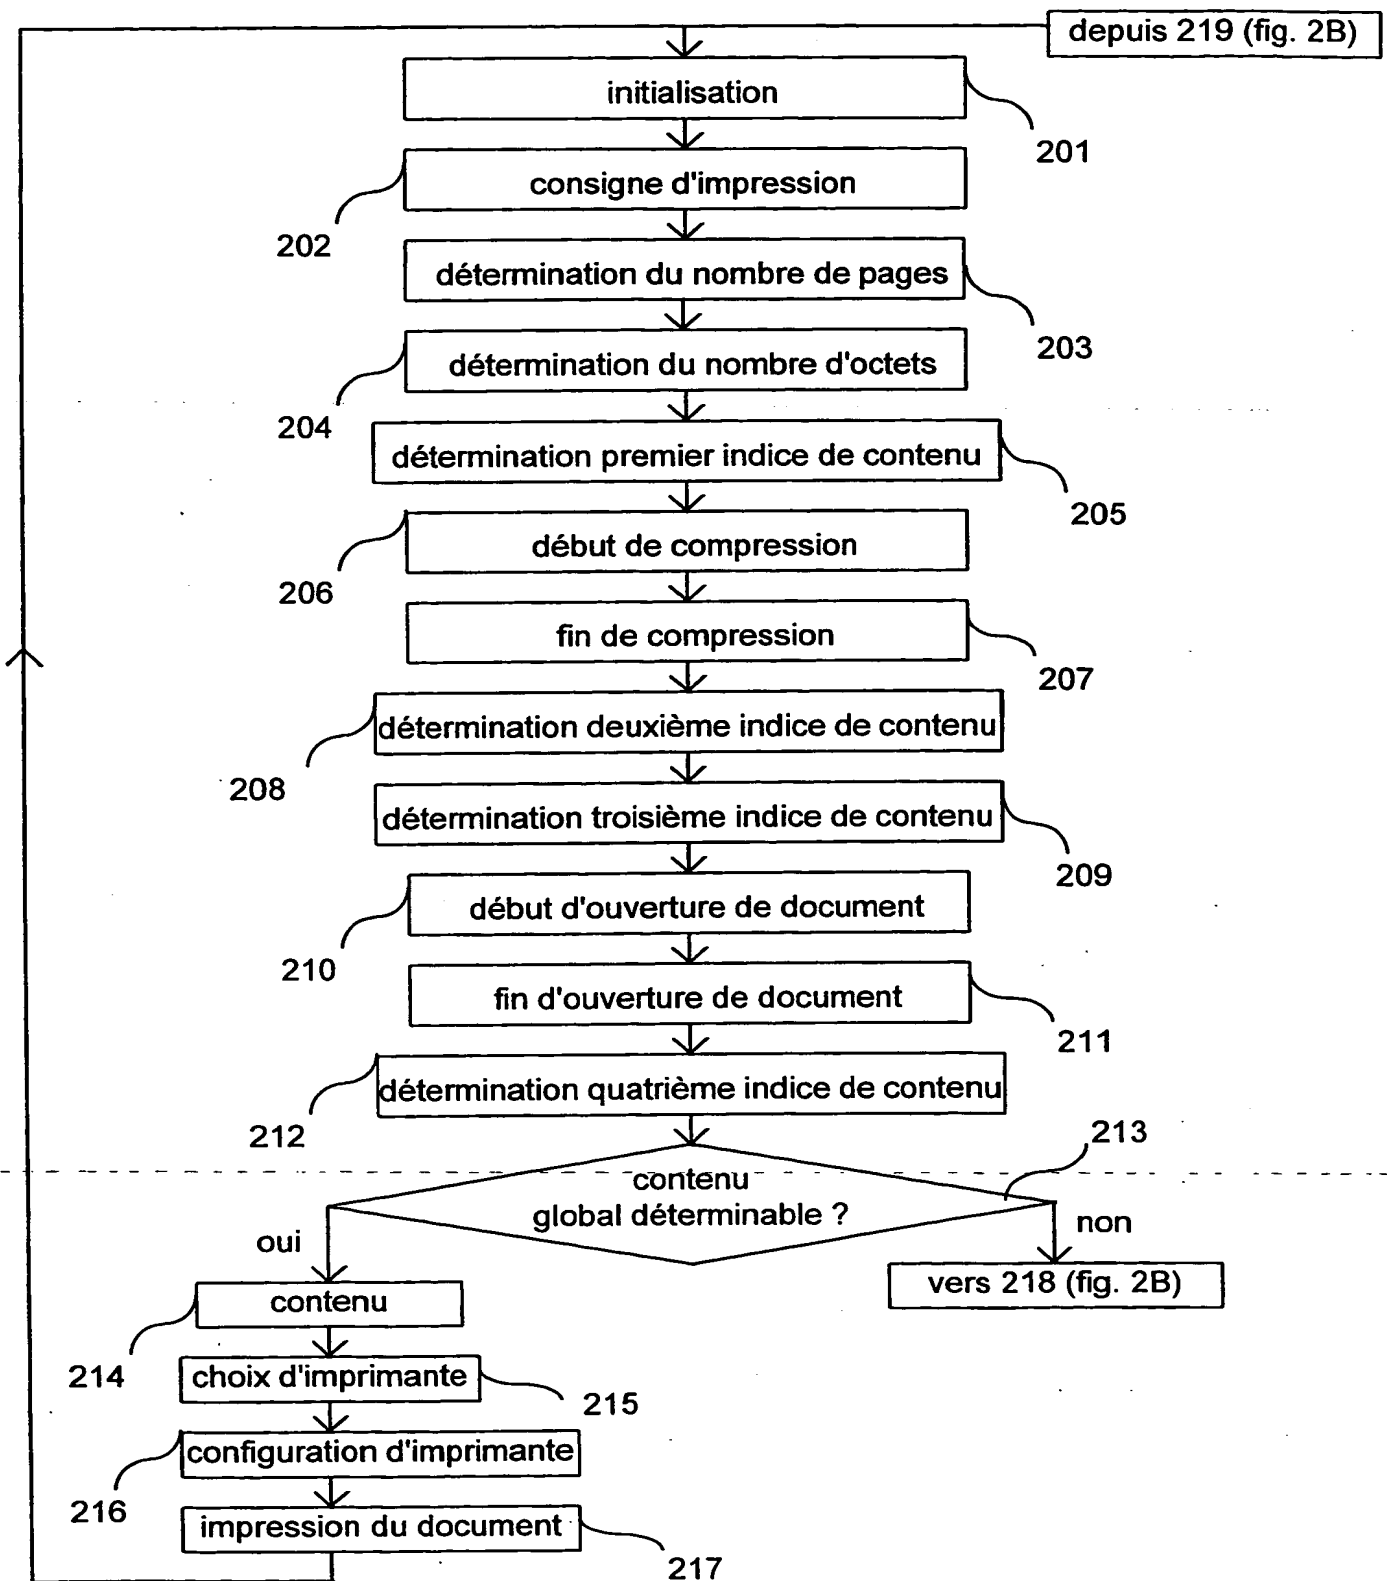 depuis 219 (fig. 2B)
initialisation
201
consigne d'impression
202
détermination du nombre de pages
203
détermination du nombre d'octets
204
détermination premier indice de contenu
205
début de compression
206
fin de compression
207
détermination deuxième indice de contenu
208
détermination troisième indice de contenu
209
début d'ouverture de document
210
fin d'ouverture de document
211
détermination quatrième indice de contenu
212
213
contenu
global déterminable ?
oui
non
vers 218 (fig. 2B)
contenu
214
choix d'imprimante
215
configuration d'imprimante
216
impression du document
217